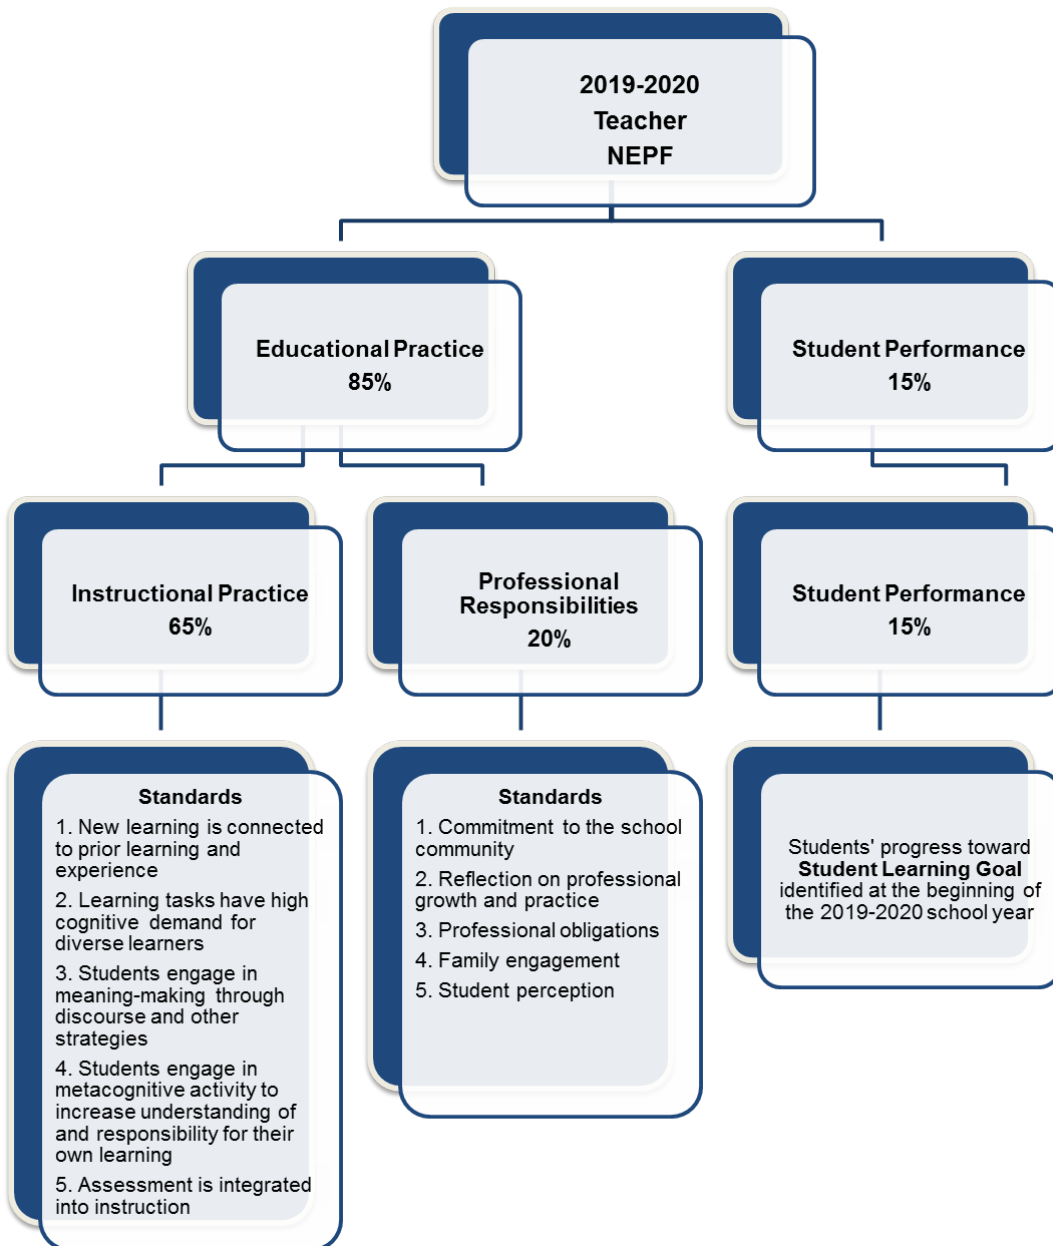 2019-2020
Teacher
NEPF
Educational Practice
85%
Student Performance
15%
Instructional Practice
65%
Professional
Responsibilities
20%
Student Performance
15%
Standards
1. New learning is connected
to prior learning and
experience
2. Learning tasks have high
cognitive demand for
diverse learners
3. Students engage in
meaning-making through
discourse and other
strategies
4. Students engage in
metacognitive activity to
increase understanding of
and responsibility for their
own learning
5. Assessment is integrated
into instruction
Standards
1. Commitment to the school
community
2. Reflection on professional
growth and practice
3. Professional obligations
4. Family engagement
5. Student perception
Students' progress toward
Student Learning Goal
identified at the beginning of
the 2019-2020 school year